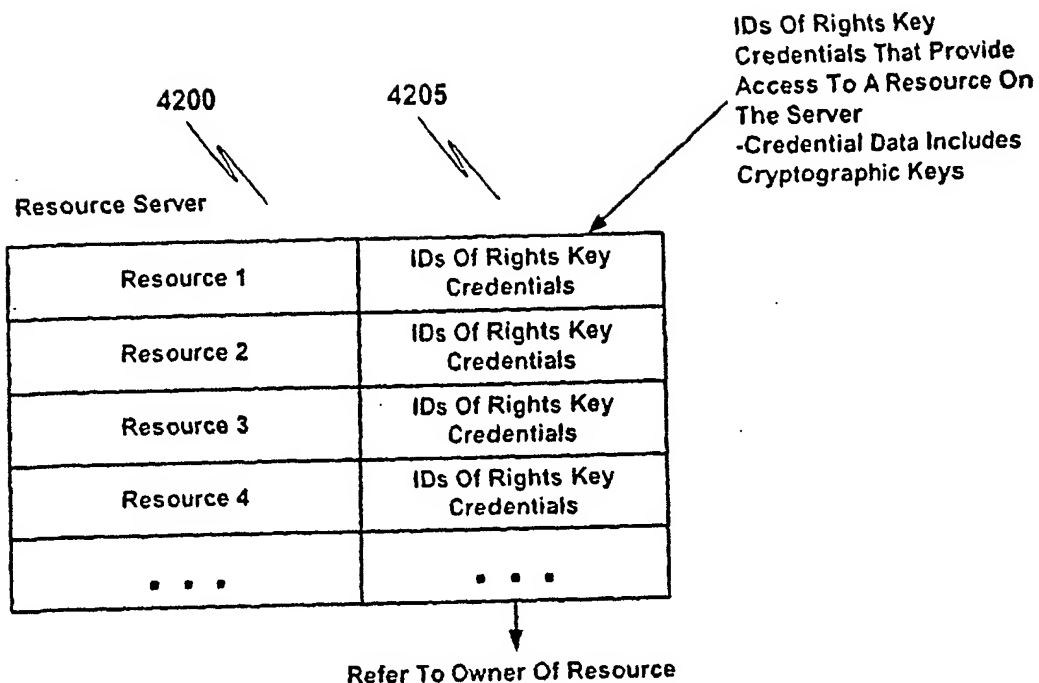 IDs Of Rights Key
Credentials That Provide
Access To A Resource On
The Server
-Credential Data Includes
Cryptographic Keys
4200
4205
Resource Server
Resource 1
IDs Of Rights Key
Credentials
Resource 2
IDs Of Rights Key
Credentials
Resource 3
IDs Of Rights Key
Credentials
Resource 4
IDs Of Rights Key
Credentials
. . .
. . .
Refer To Owner Of Resource